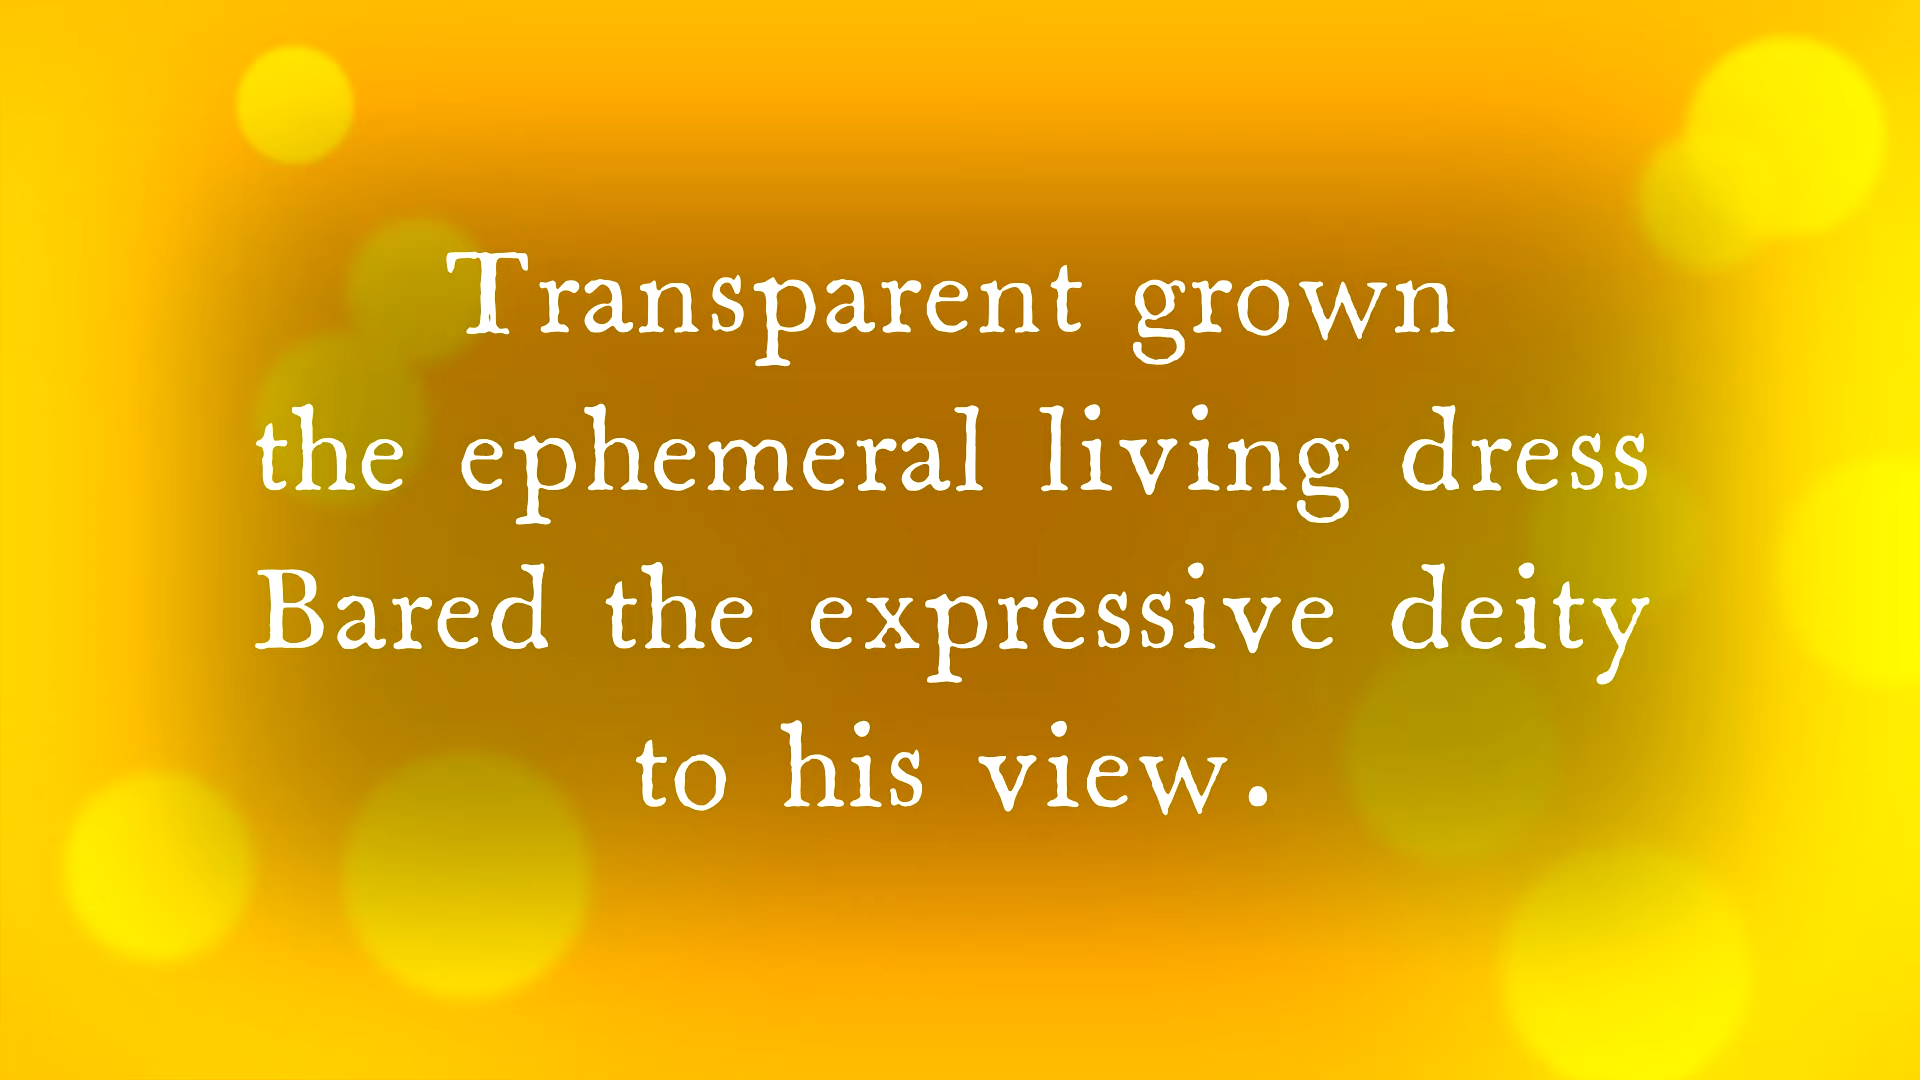 Transparent grown
the ephemeral living dress
Bared the expressive deity
to his view.